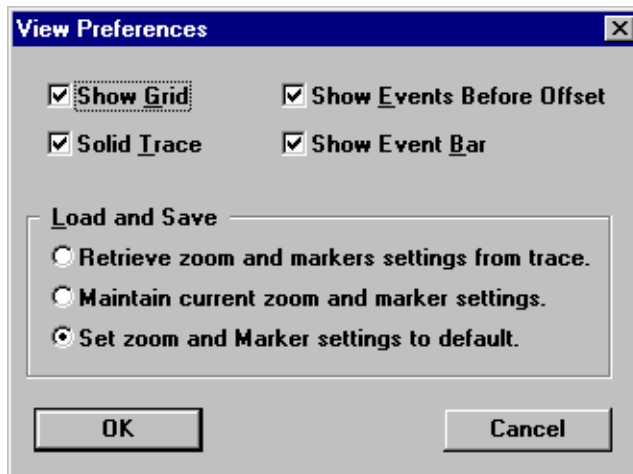 View Preferences
Show Grid
Show Events Before Offset
Solid Trace
Show Event Bar
Load and Save
Retrieve zoom and markers settings from trace.
Maintain current zoom and marker settings.
Set zoom and Marker settings to default.
OK
Cancel